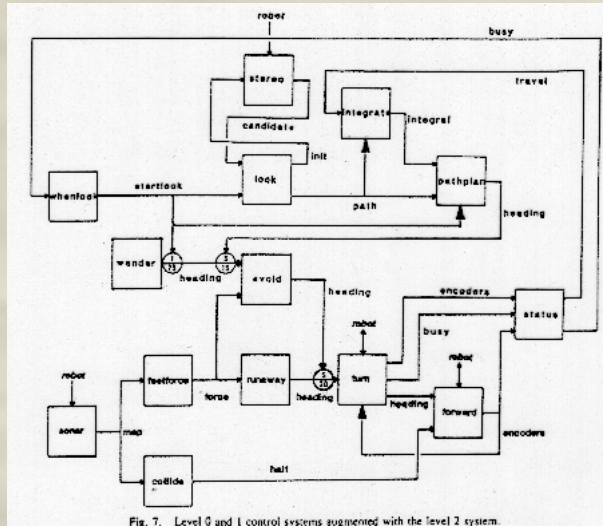 robot
busy
stereo
travel
integrate
integral
candidate
init
look
whenlook
startlook
pathplan
path
heading
wander
I
75
S
15
heading
avoid
heading
encoders
status
busy
robot
robot
feelforce
force
runaway
S
20
heading
turn
heading
forward
robot
sonar
map
encoders
collide
halt
Fig. 7. Level 0 and 1 control systems augmented with the level 2 system.